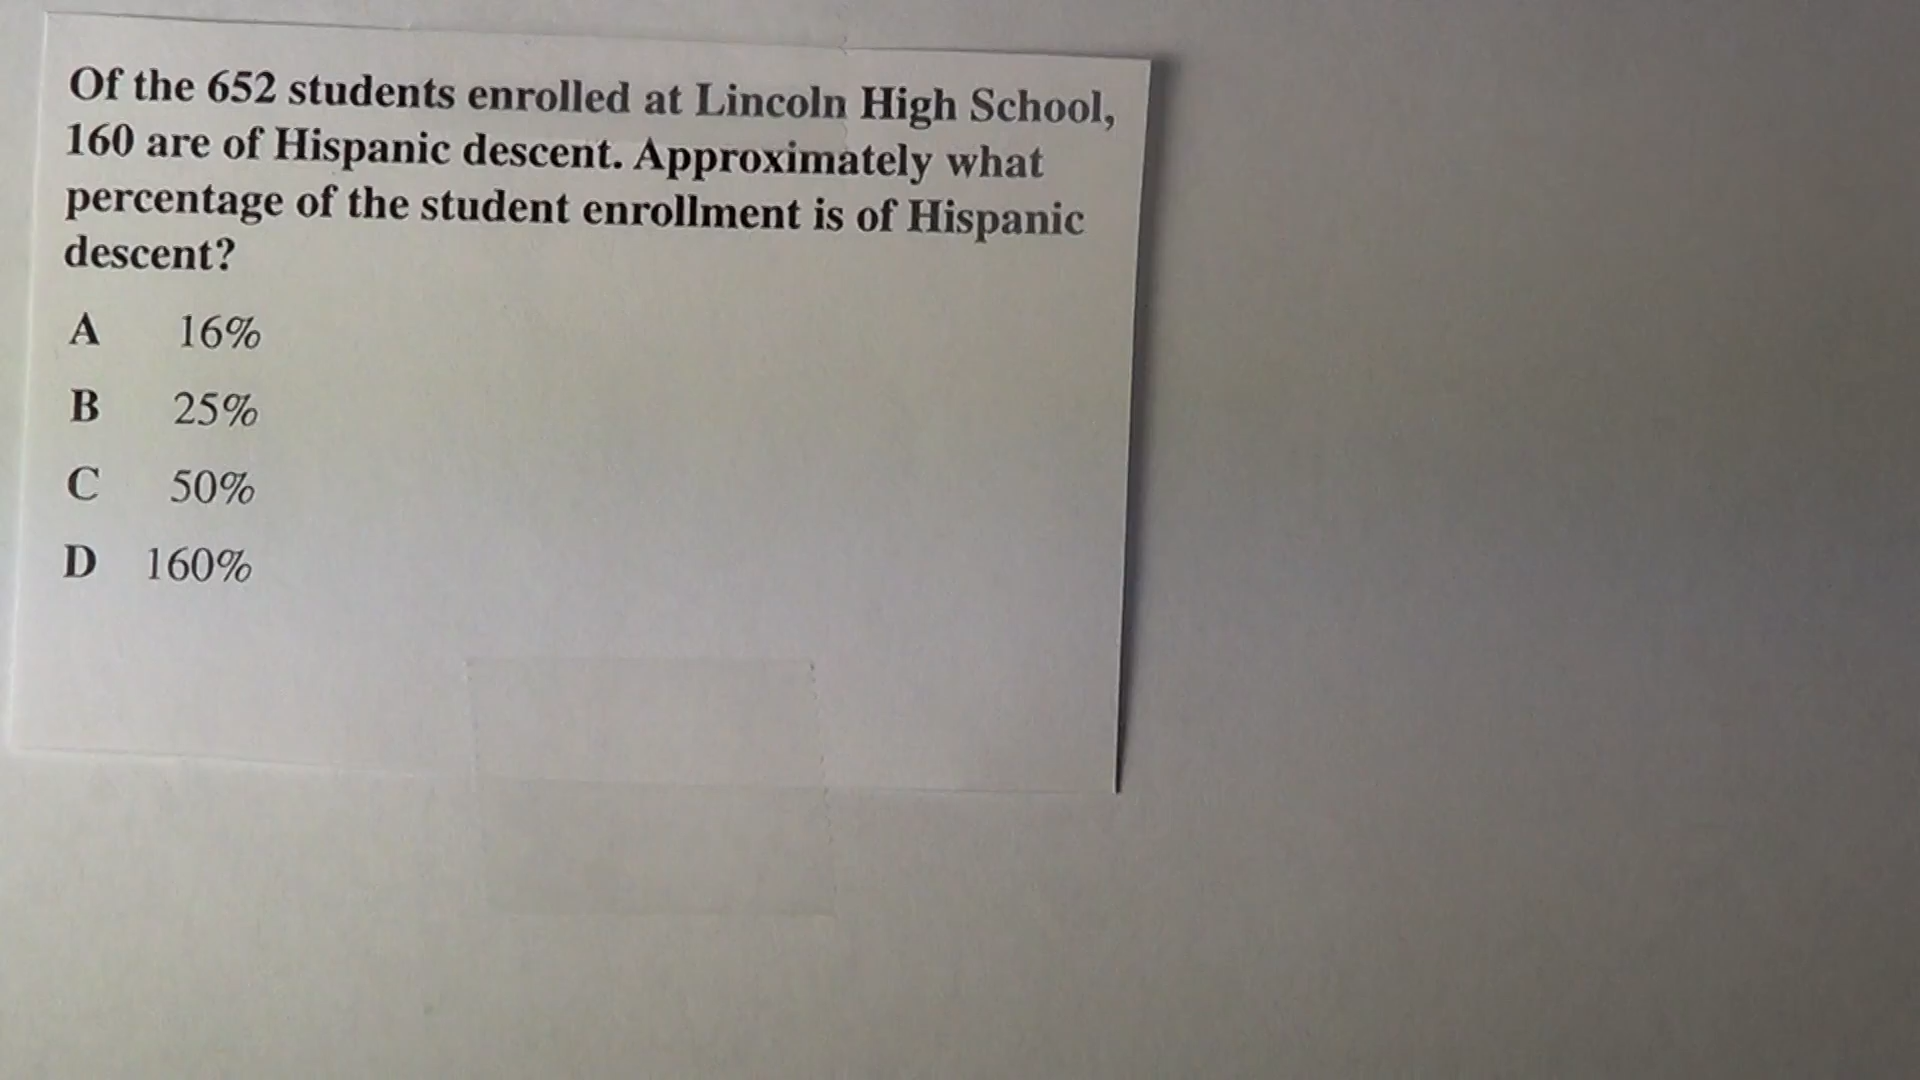 Of the 652 students enrolled at Lincoln High School,
160 are of Hispanic descent. Approximately what
percentage of the student enrollment is of Hispanic
descent?
A 16%
B 25%
C 50%
D 160%